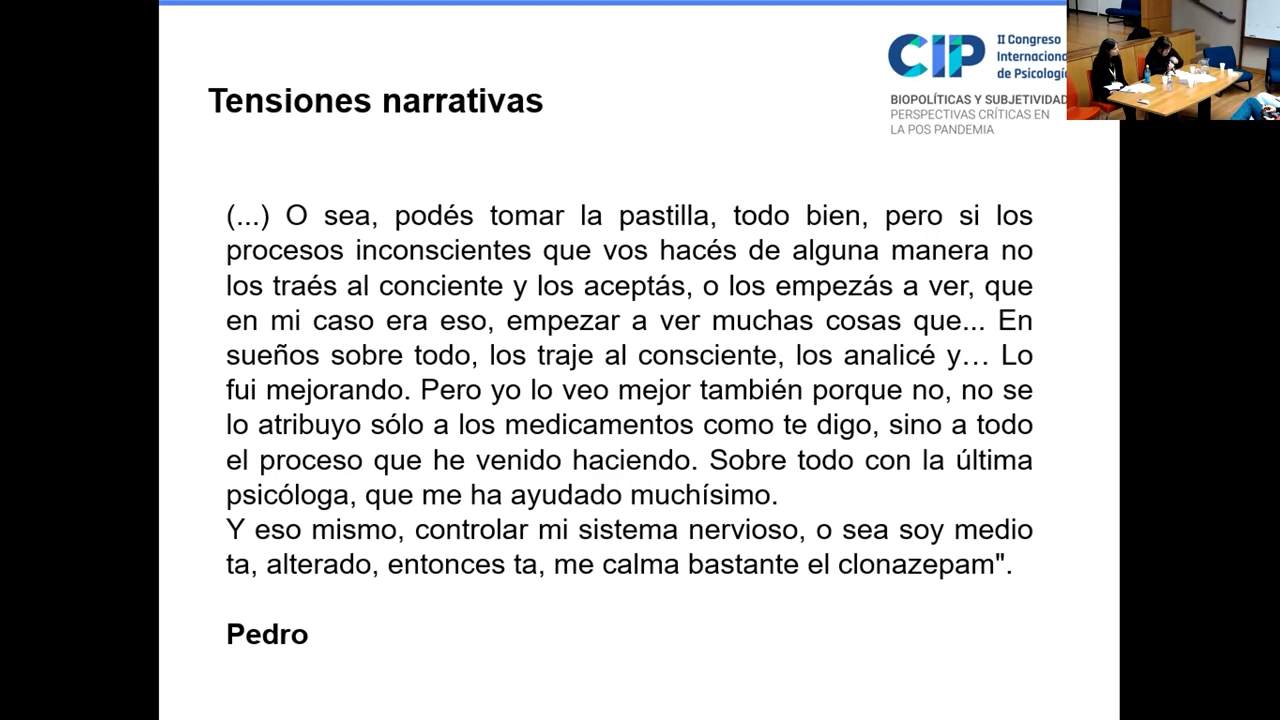 Tensiones narrativas
CIP
II Congreso
Internacional
de Psicología
BIOPOLÍTICAS Y SUBJETIVIDAD
PERSPECTIVAS CRÍTICAS EN
LA POS PANDEMIA
(...) O sea, podés tomar la pastilla, todo bien, pero si los
procesos inconscientes que vos hacés de alguna manera no
los traés al conciente y los aceptás, o los empezás a ver, que
en mi caso era eso, empezar a ver muchas cosas que... En
sueños sobre todo, los traje al consciente, los analicé y… Lo
fui mejorando. Pero yo lo veo mejor también porque no, no se
lo atribuyo sólo a los medicamentos como te digo, sino a todo
el proceso que he venido haciendo. Sobre todo con la última
psicóloga, que me ha ayudado muchísimo.
Y eso mismo, controlar mi sistema nervioso, o sea soy medio
ta, alterado, entonces ta, me calma bastante el clonazepam".
Pedro